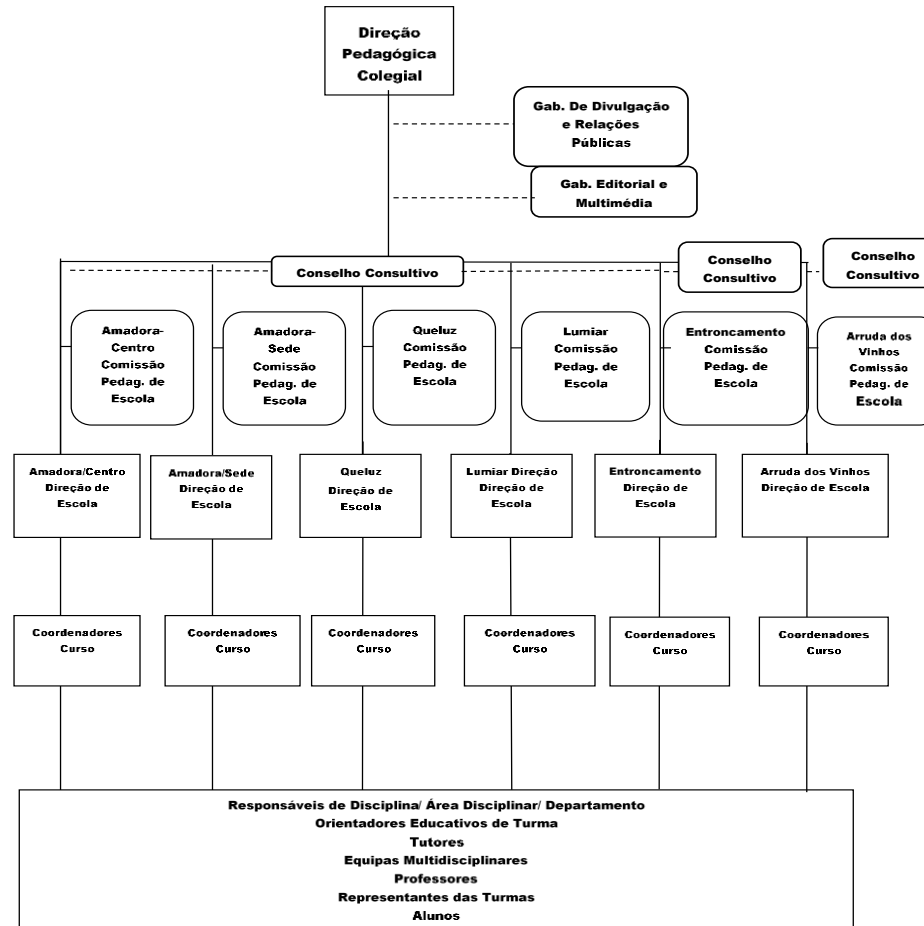 Direção
Pedagógica
Colegial
Gab. De Divulgação
e Relações
Públicas
Gab. Editorial e
Multimédia
Conselho Consultivo
Conselho
Consultivo
Conselho
Consultivo
Amadora-
Centro
Comissão
Pedag. de
Escola
Amadora-
Sede
Comissão
Pedag. de
Escola
Queluz
Comissão
Pedag. de
Escola
Lumiar
Comissão
Pedag. de
Escola
Entroncamento
Comissão
Pedag. de
Escola
Arruda dos
Vinhos
Comissão
Pedag. de
Escola
Amadora/Centro
Direção de
Escola
Amadora/Sede
Direção de
Escola
Queluz
Direção de
Escola
Lumiar Direção
Direção de
Escola
Entroncamento
Direção de
Escola
Arruda dos Vinhos
Direção de Escola
Coordenadores
Curso
Coordenadores
Curso
Coordenadores
Curso
Coordenadores
Curso
Coordenadores
Curso
Coordenadores
Curso
Responsáveis de Disciplina/ Área Disciplinar/ Departamento
Orientadores Educativos de Turma
Tutores
Equipas Multidisciplinares
Professores
Representantes das Turmas
Alunos